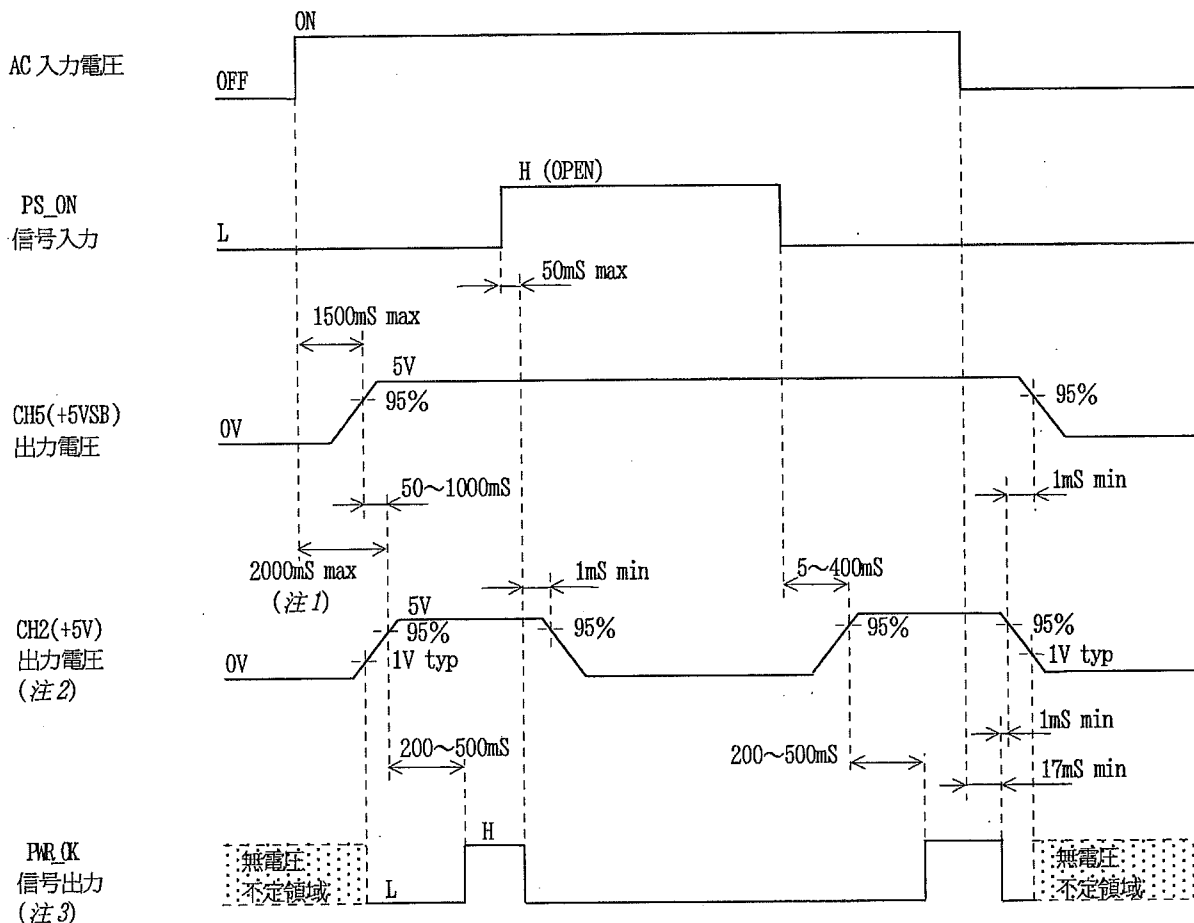 ON
AC 入力電圧
OFF
H (OPEN)
PS_ON
信号入力
L
50mS max
1500mS max
5V
95%
95%
CH5(+5VSB)
出力電圧
0V
50～1000mS
1mS min
2000mS max
(注1)
1mS min
5～400mS
5V
95%
95%
95%
95%
CH2(+5V)
出力電圧
(注2)
0V
1V typ
1V typ
1mS min
200～500mS
200～500mS
17mS min
H
PWR_OK
信号出力
(注3)
無電圧
不定領域
L
無電圧
不定領域